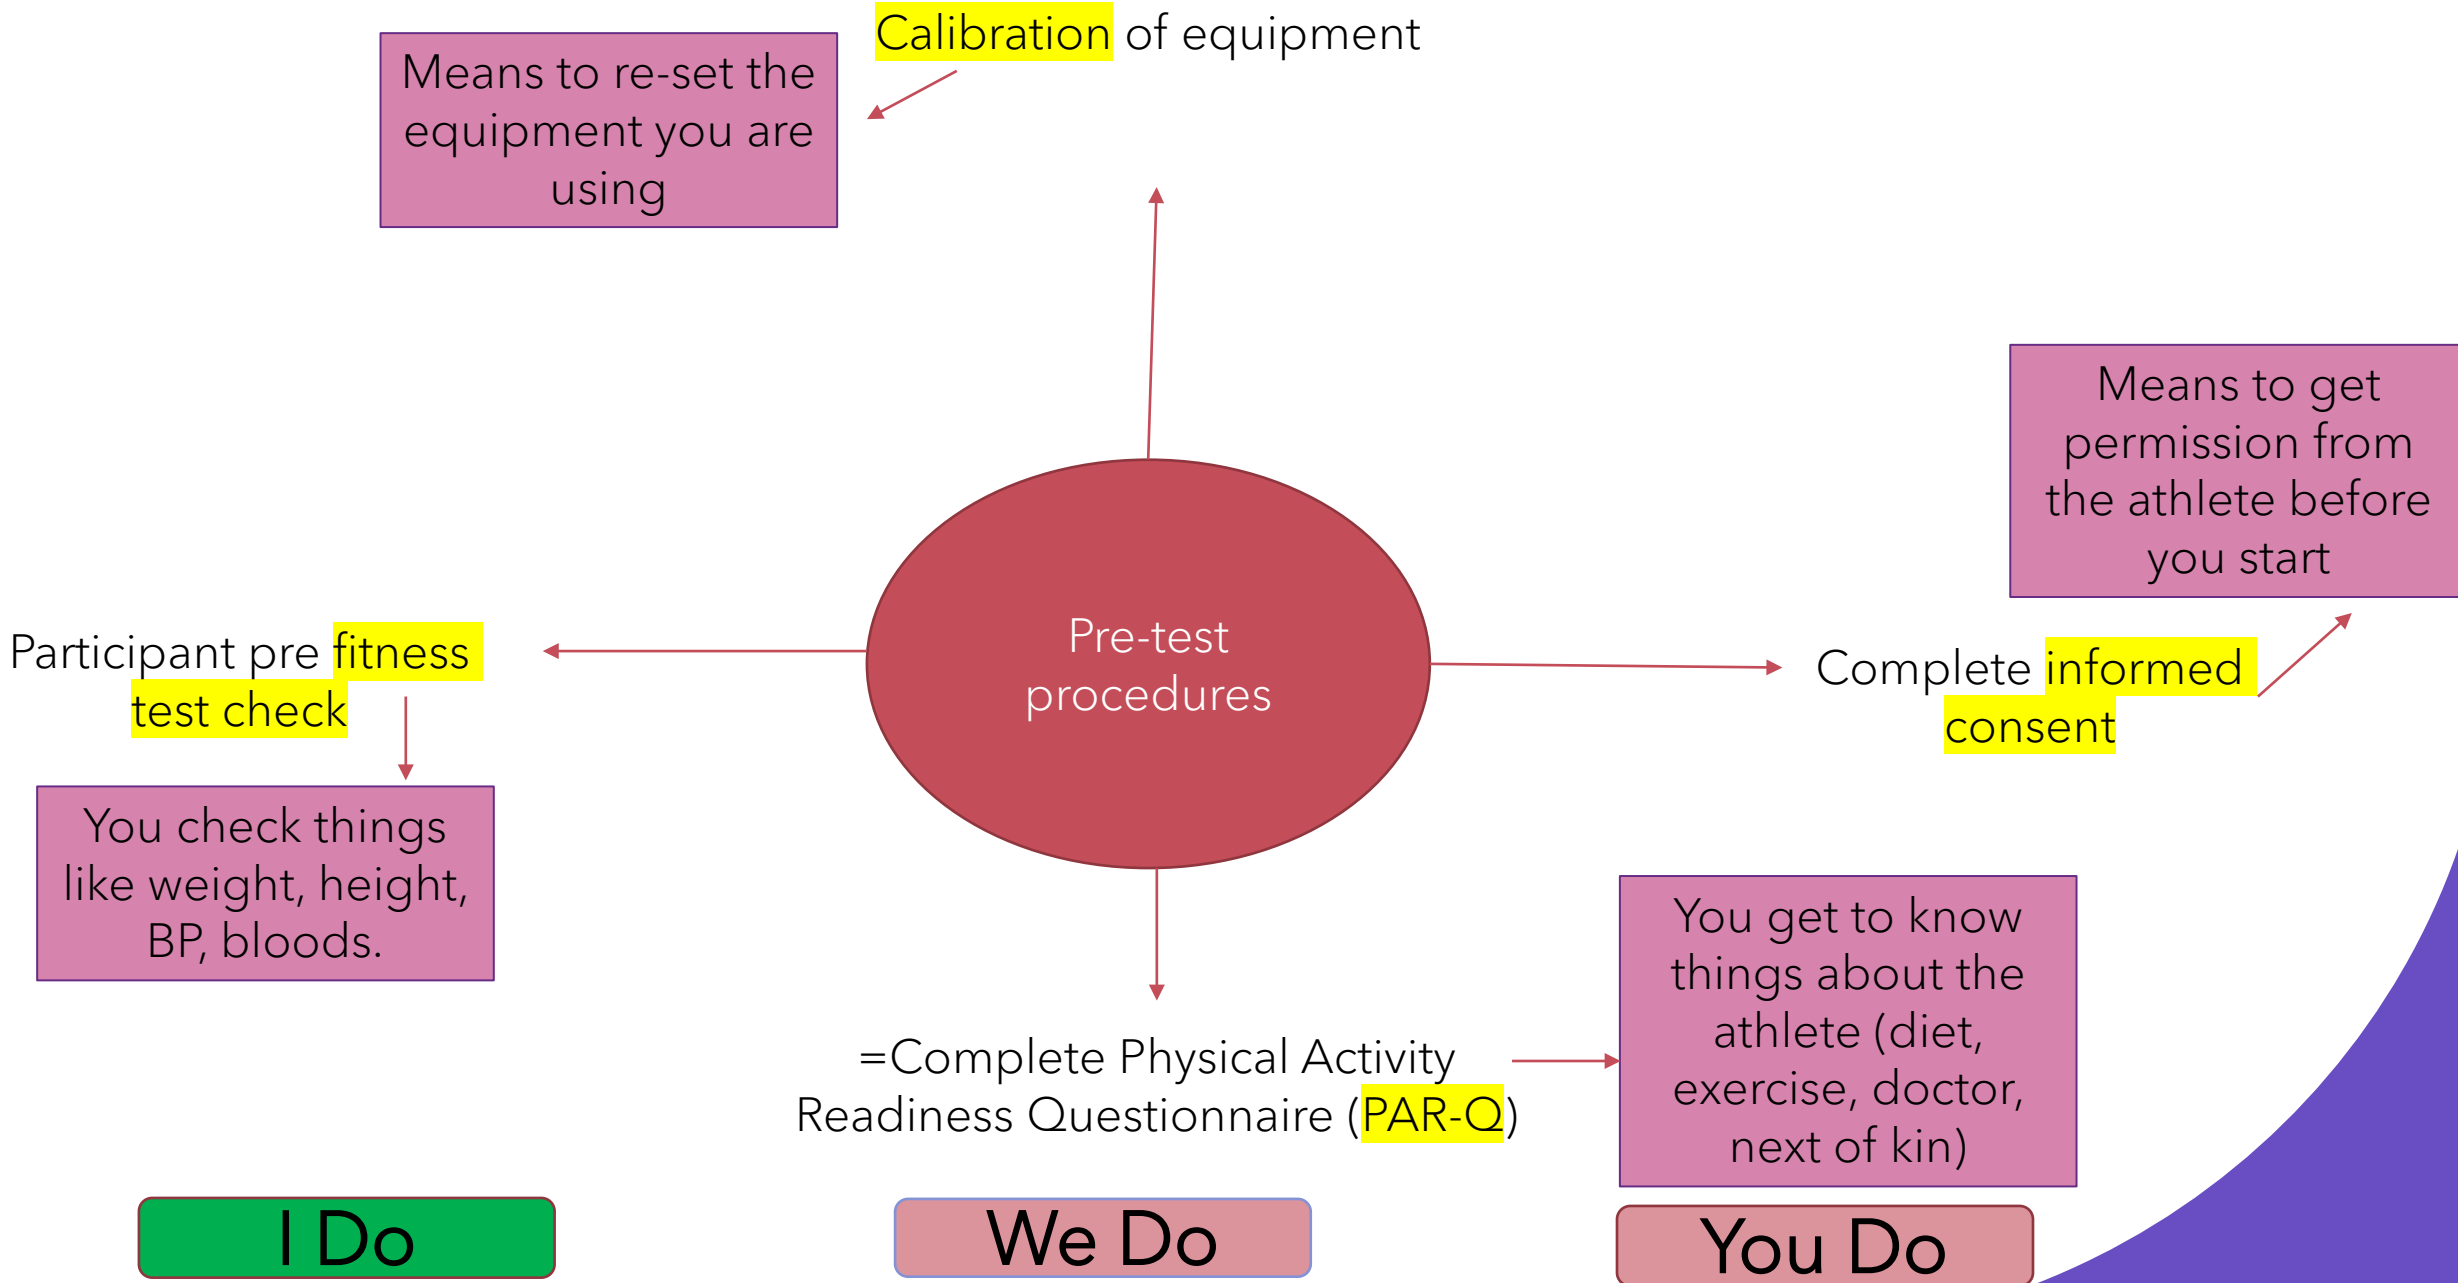 Calibration of equipment
Means to re-set the
equipment you are
using
Means to get
permission from
the athlete before
you start
Pre-test
procedures
Participant pre fitness
test check
Complete informed
consent
You check things
like weight, height,
BP, bloods.
=Complete Physical Activity
Readiness Questionnaire (PAR-Q)
You get to know
things about the
athlete (diet,
exercise, doctor,
next of kin)
I Do
We Do
You Do